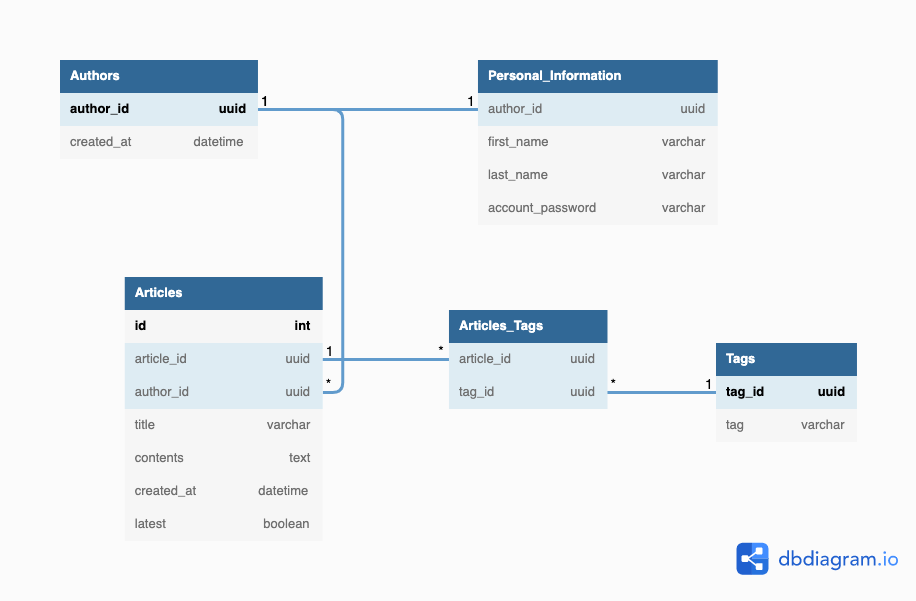 Authors
author_id uuid
created_at datetime
1 1
Personal_Information
author_id uuid
first_name varchar
last_name varchar
account_password varchar
Articles
id int
article_id uuid
author_id uuid
title varchar
contents text
created_at datetime
latest boolean
1 *
*
Articles_Tags
article_id uuid
tag_id uuid
* 1
Tags
tag_id uuid
tag varchar
dbdiagram.io